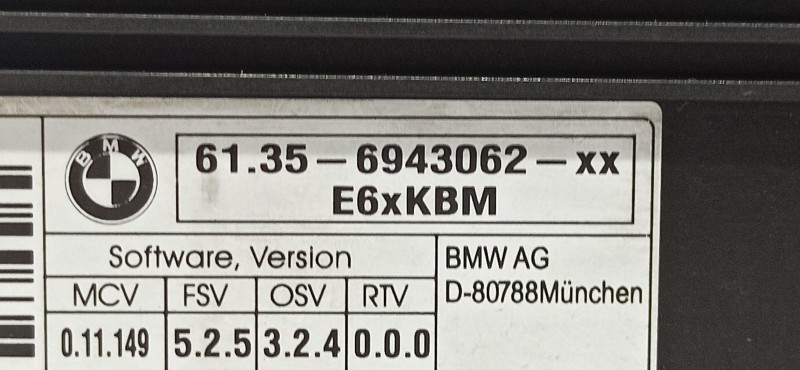 BMW
61.35-6943062-xx
E6xKBM
Software, Version
BMW AG
D-80788München
MCV FSV OSV RTV
0.11.149 5.2.5 3.2.4 0.0.0